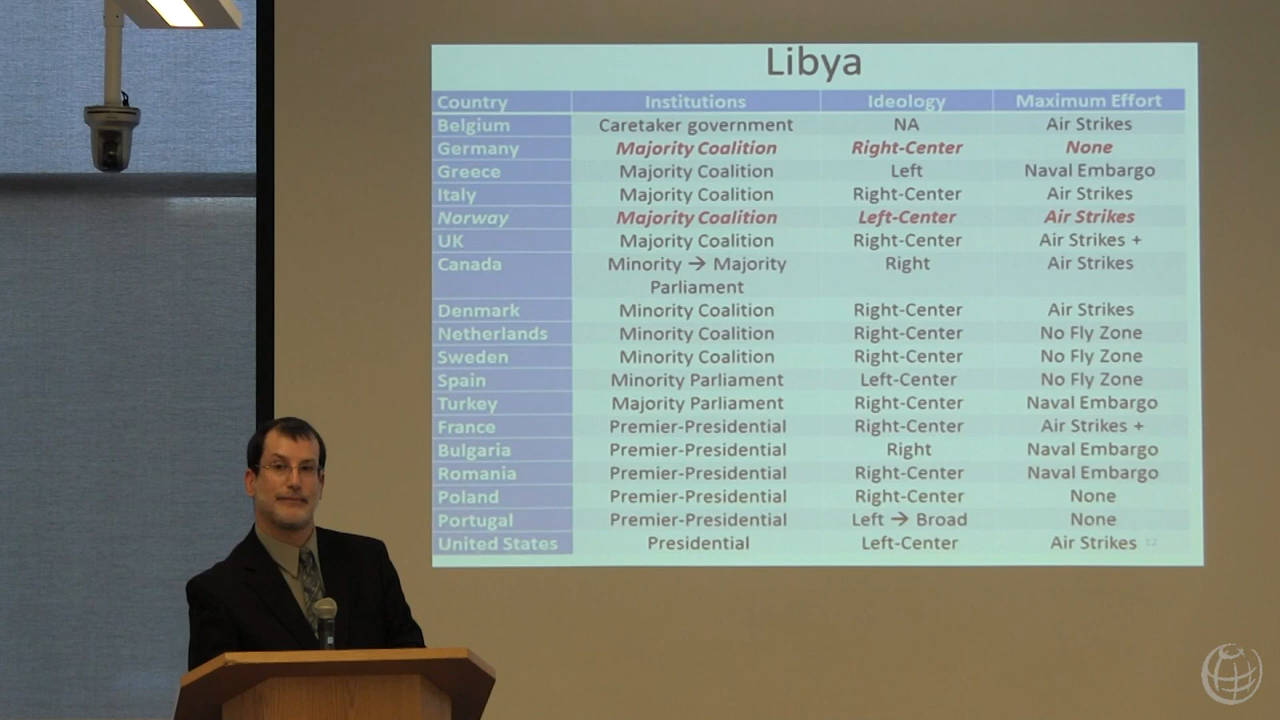 Libya
Country Institutions Ideology Maximum Effort
Belgium Caretaker government NA Air Strikes
Germany Majority Coalition Right-Center None
Greece Majority Coalition Left Naval Embargo
Italy Majority Coalition Right-Center Air Strikes
Norway Majority Coalition Left-Center Air Strikes
UK Majority Coalition Right-Center Air Strikes +
Canada Minority → Majority Right Air Strikes
Parliament
Denmark Minority Coalition Right-Center Air Strikes
Netherlands Minority Coalition Right-Center No Fly Zone
Sweden Minority Coalition Right-Center No Fly Zone
Spain Minority Parliament Left-Center No Fly Zone
Turkey Majority Parliament Right-Center Naval Embargo
France Premier-Presidential Right-Center Air Strikes +
Bulgaria Premier-Presidential Right Naval Embargo
Romania Premier-Presidential Right-Center Naval Embargo
Poland Premier-Presidential Right-Center None
Portugal Premier-Presidential Left → Broad None
United States Presidential Left-Center Air Strikes 12